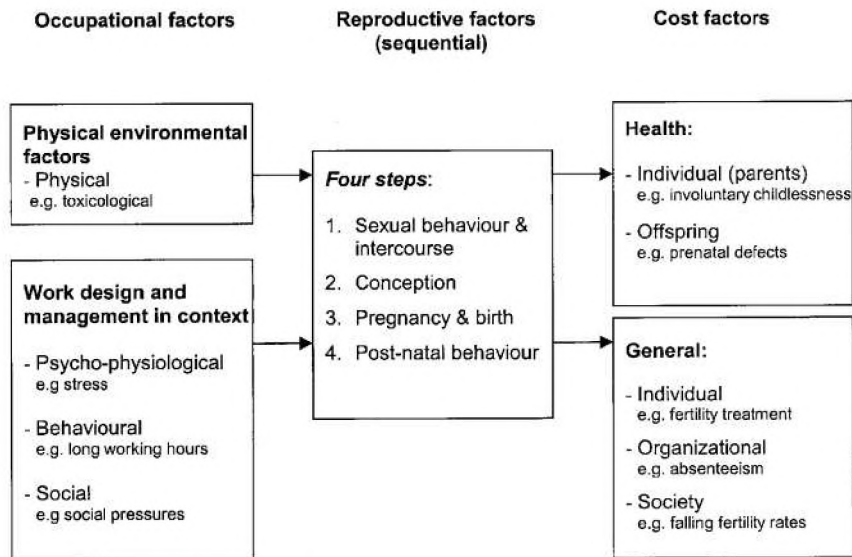 Occupational factors
Reproductive factors
(sequential)
Cost factors
Physical environmental
factors
- Physical
e.g. toxicological
Work design and
management in context
- Psycho-physiological
e.g stress
- Behavioural
e.g. long working hours
- Social
e.g social pressures
Four steps:
1. Sexual behaviour &
intercourse
2. Conception
3. Pregnancy & birth
4. Post-natal behaviour
Health:
- Individual (parents)
e.g. involuntary childlessness
- Offspring
e.g. prenatal defects
General:
- Individual
e.g. fertility treatment
- Organizational
e.g. absenteeism
- Society
e.g. falling fertility rates